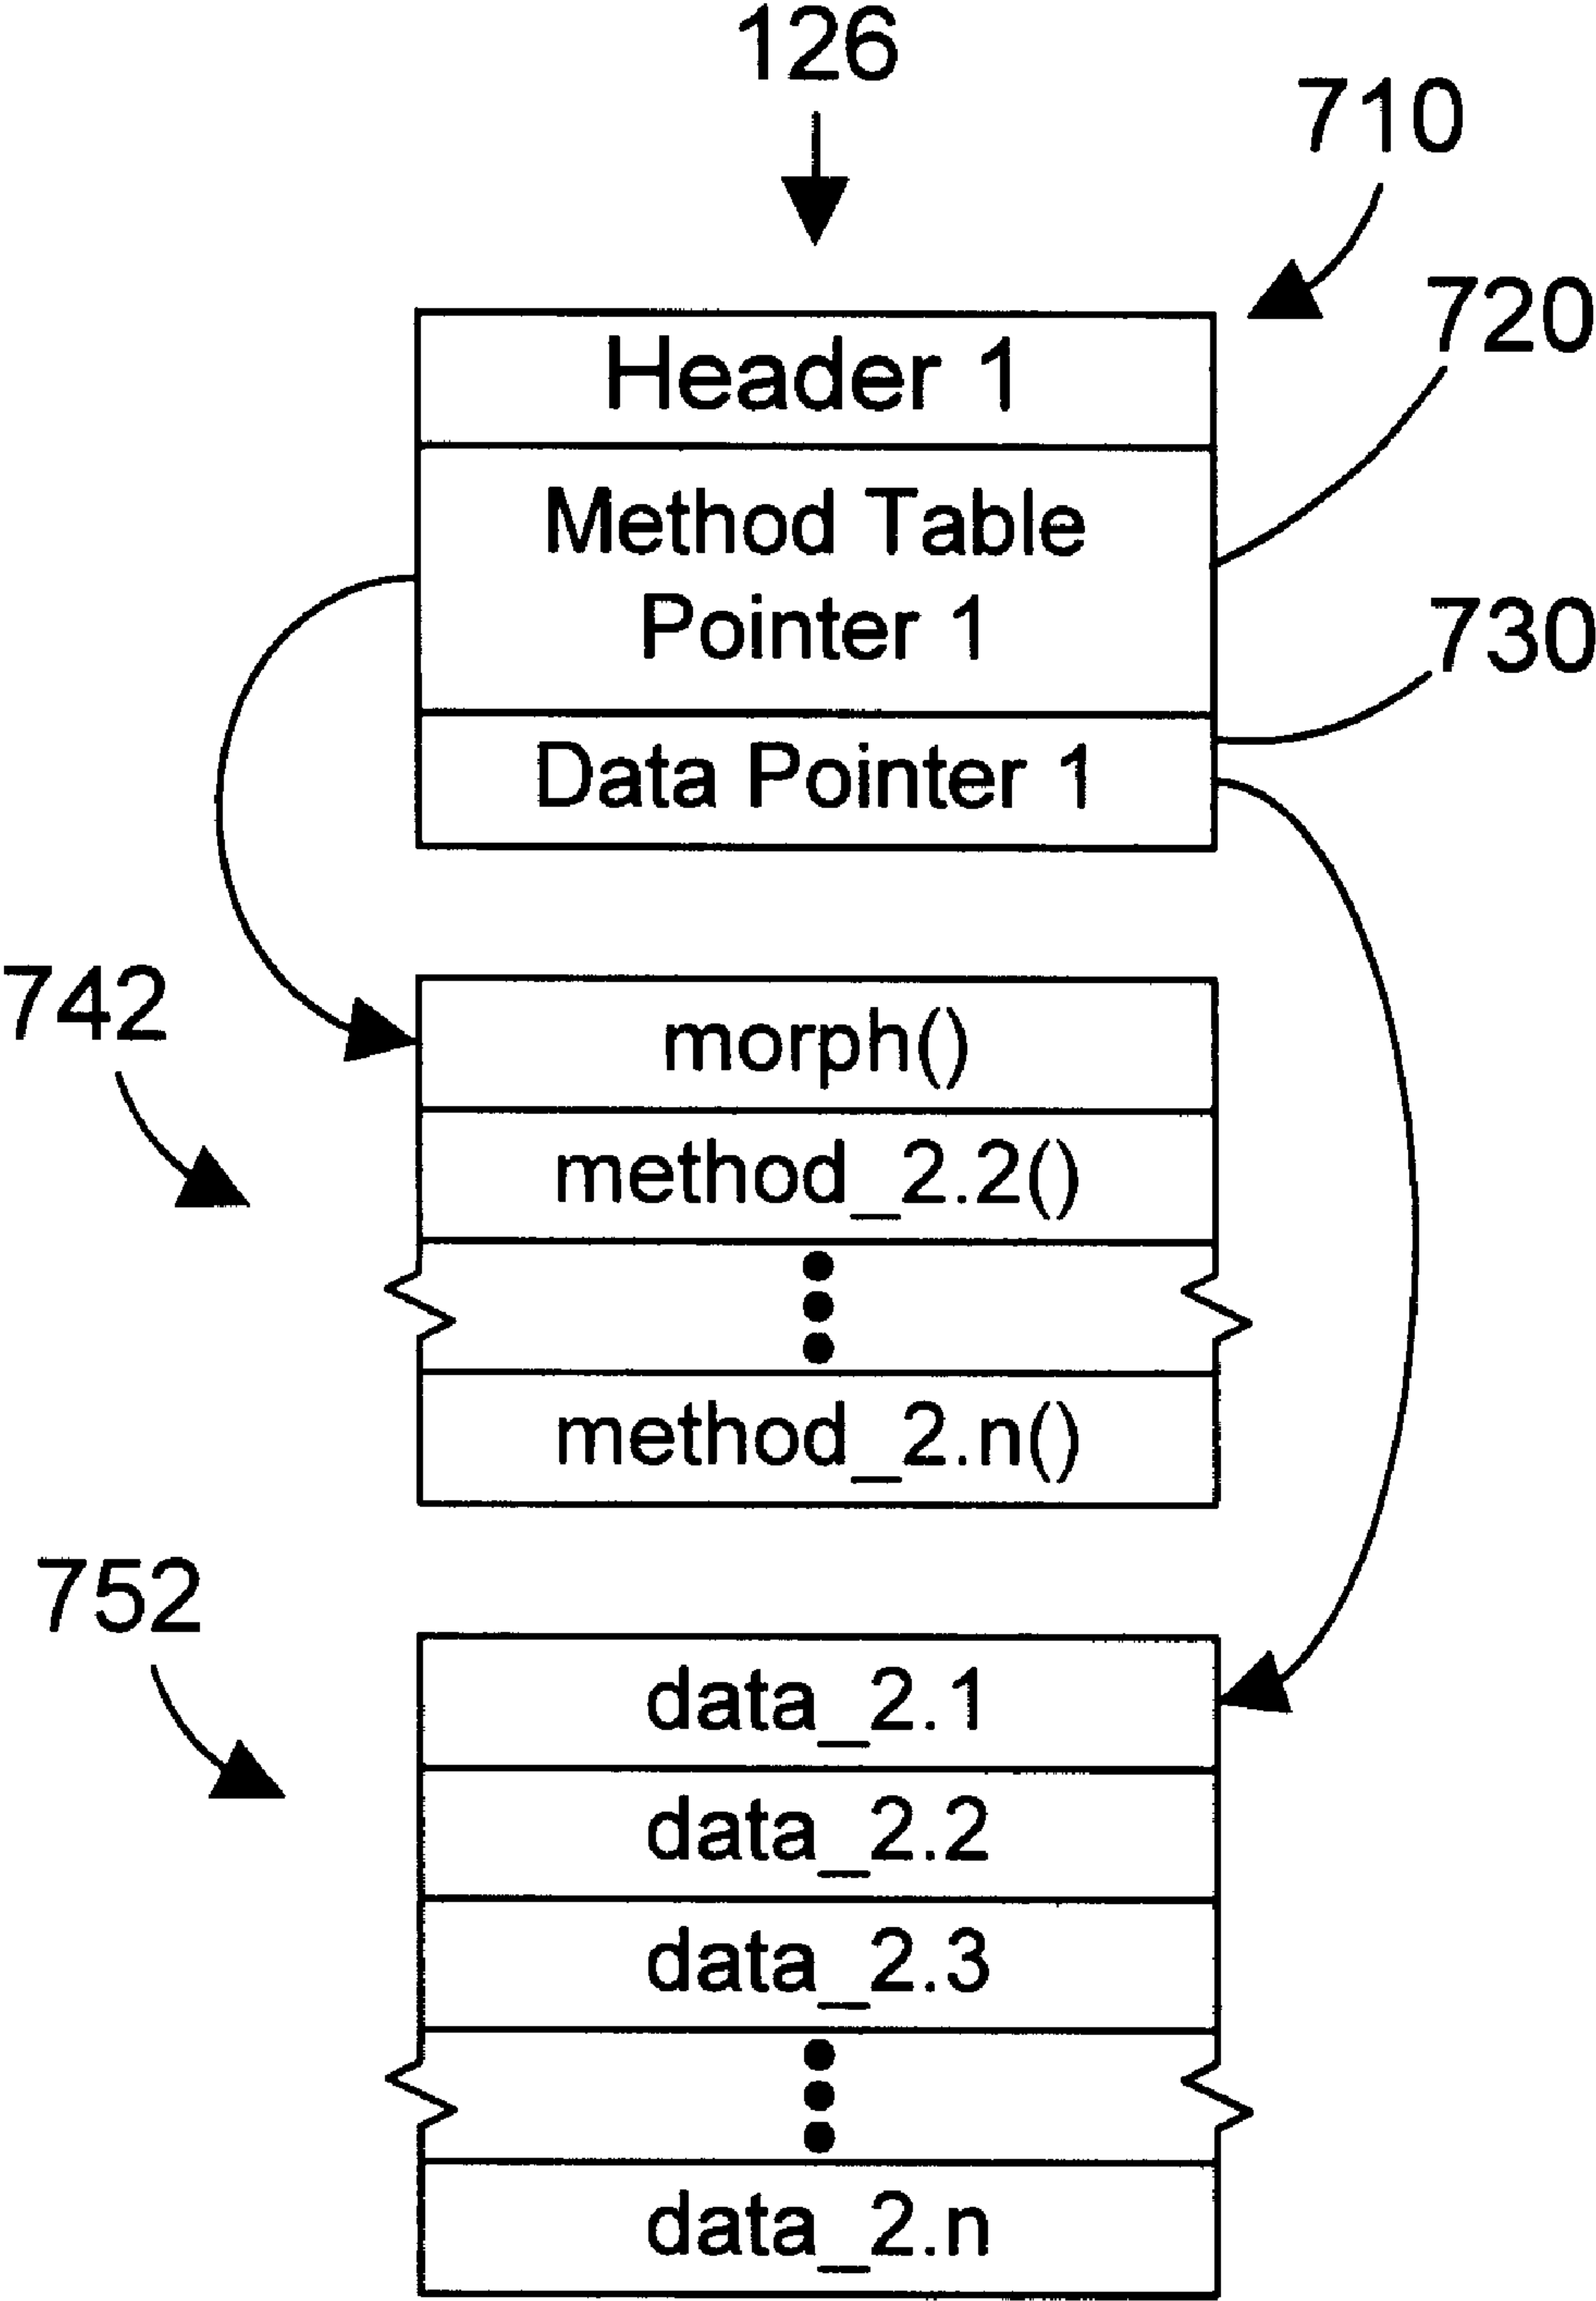 126
710
Header 1
720
Method Table
Pointer 1
730
Data Pointer 1
742
morph()
method_2.2()
method_2.n()
752
data_2.1
data_2.2
data_2.3
data_2.n